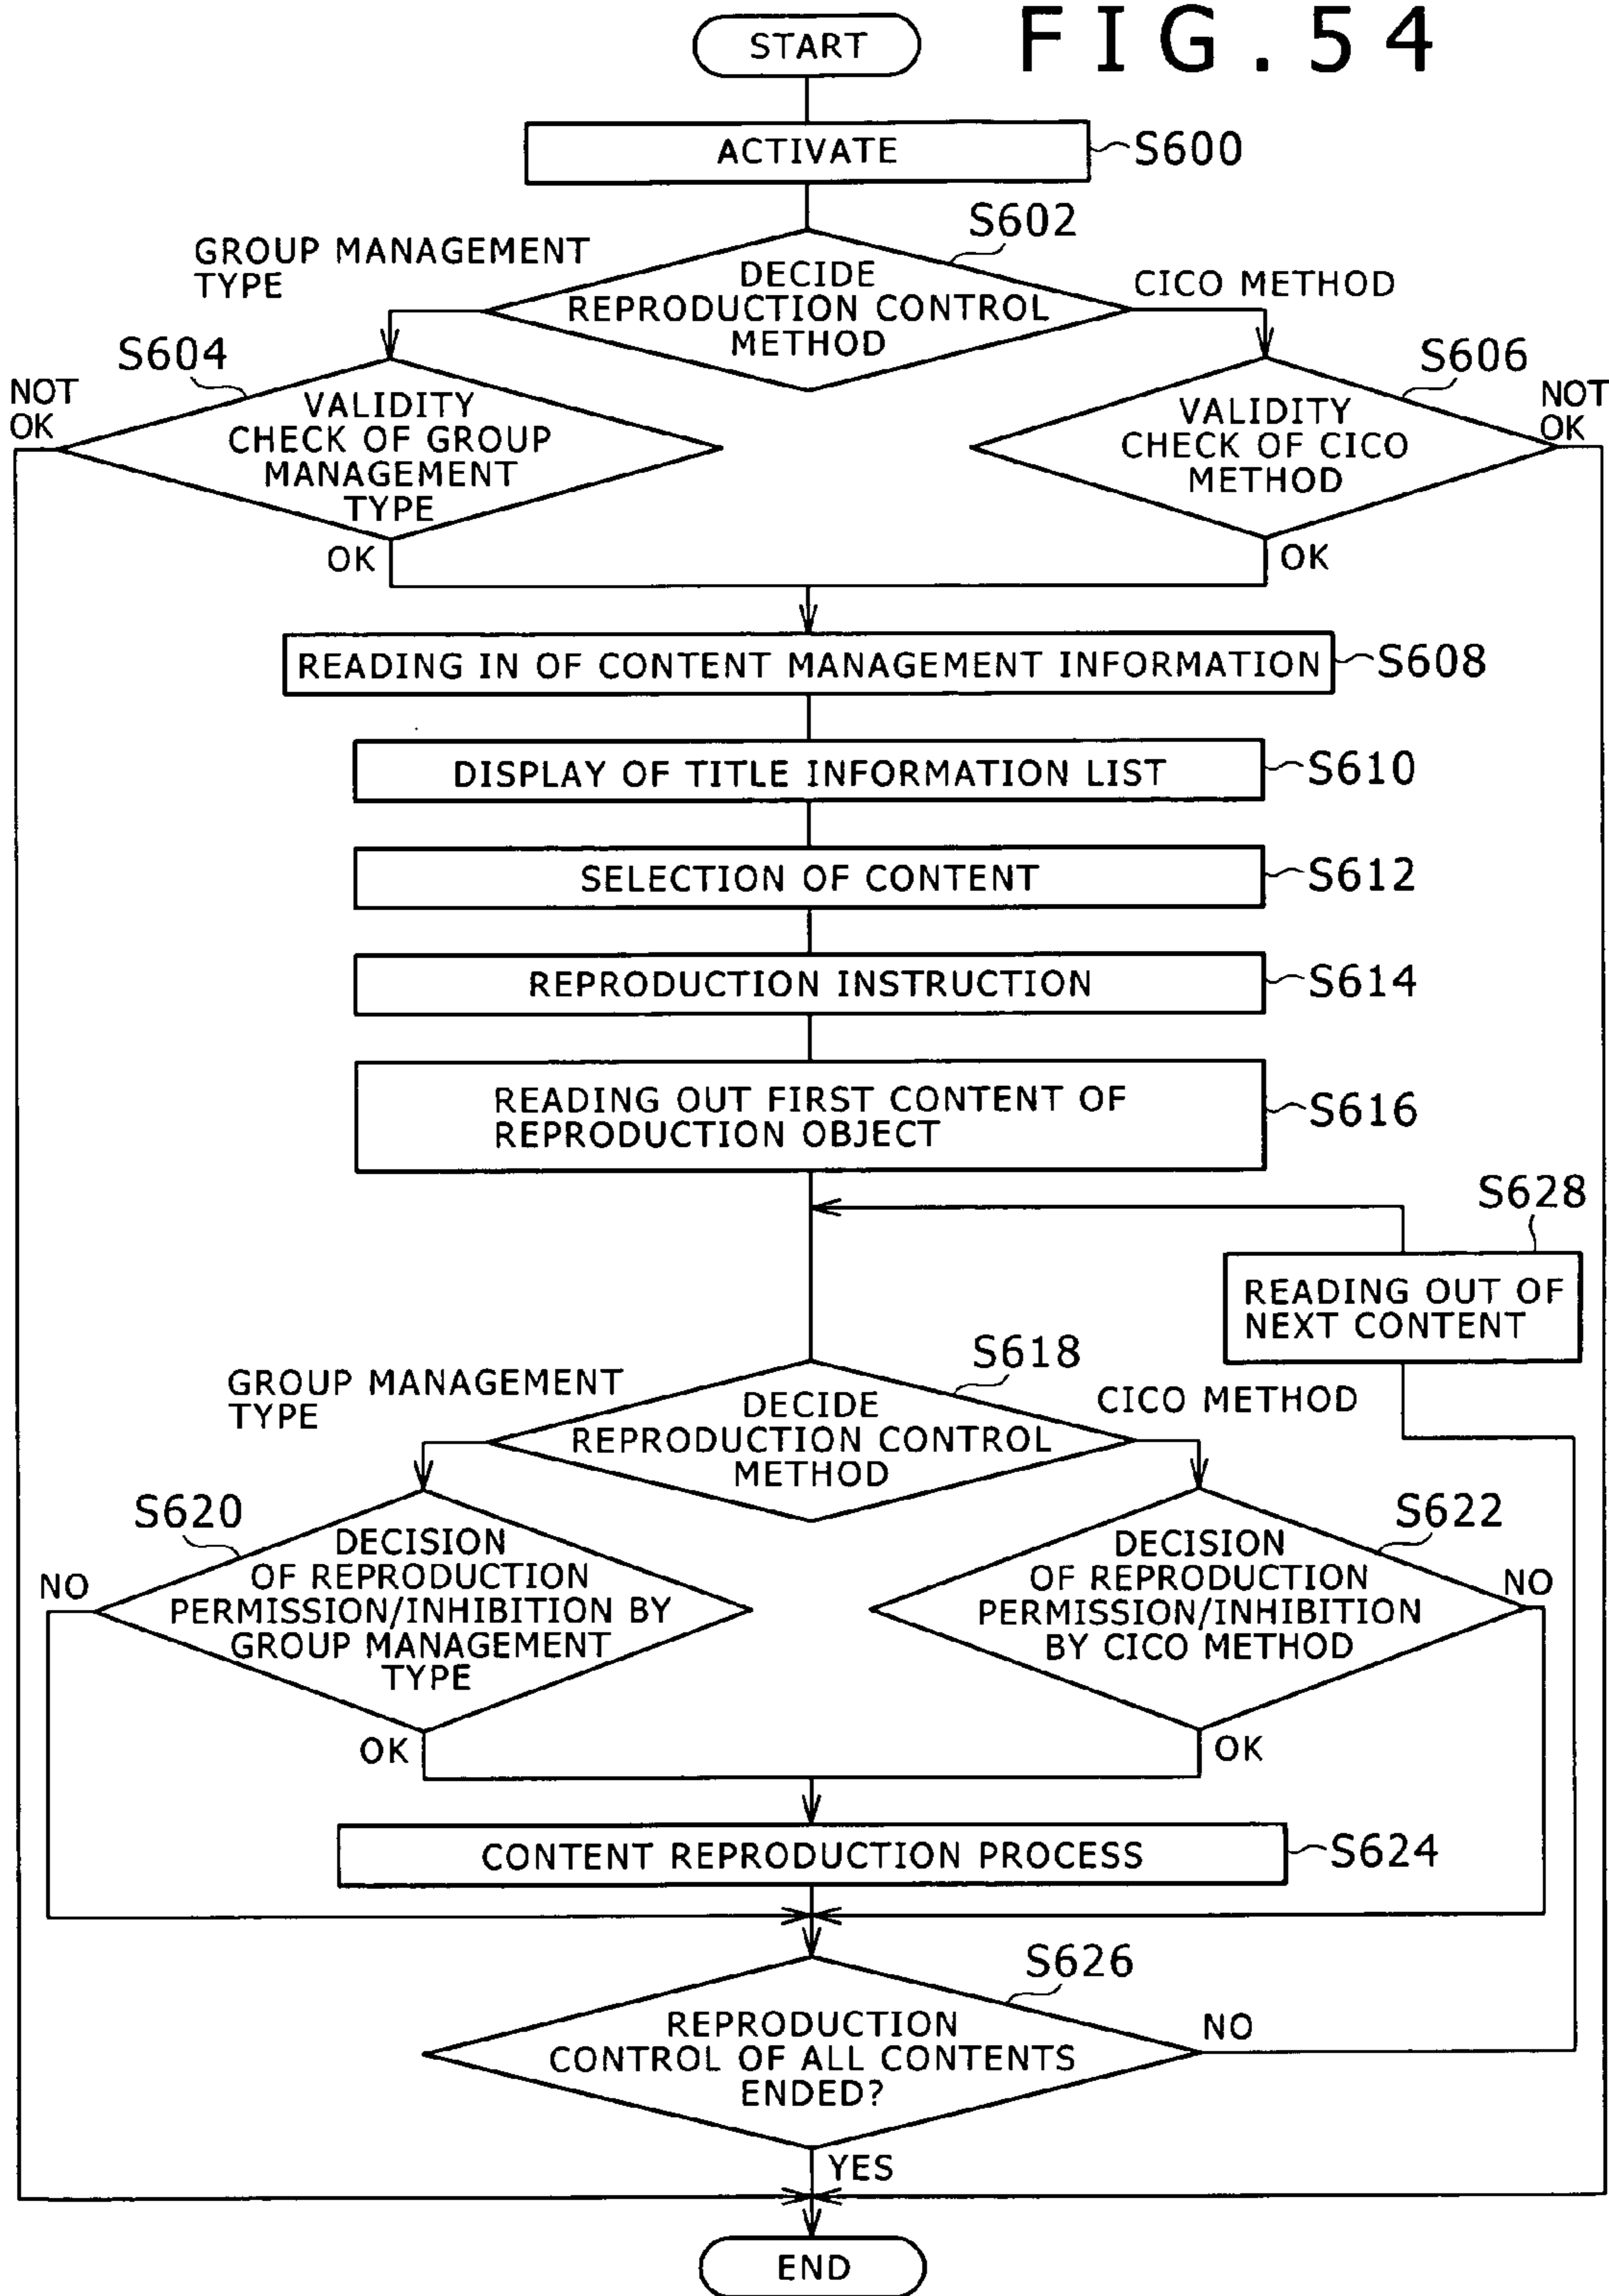 FIG.54
START
ACTIVATE
S600
S602
GROUP MANAGEMENT
TYPE
DECIDE
REPRODUCTION CONTROL
METHOD
CICO METHOD
S604
S606
NOT
OK
VALIDITY
CHECK OF GROUP
MANAGEMENT
TYPE
VALIDITY
CHECK OF CICO
METHOD
NOT
OK
OK
OK
READING IN OF CONTENT MANAGEMENT INFORMATION
S608
DISPLAY OF TITLE INFORMATION LIST
S610
SELECTION OF CONTENT
S612
REPRODUCTION INSTRUCTION
S614
READING OUT FIRST CONTENT OF
REPRODUCTION OBJECT
S616
S628
READING OUT OF
NEXT CONTENT
S618
GROUP MANAGEMENT
TYPE
DECIDE
REPRODUCTION CONTROL
METHOD
CICO METHOD
S620
S622
NO
DECISION
OF REPRODUCTION
PERMISSION/INHIBITION BY
GROUP MANAGEMENT
TYPE
DECISION
OF REPRODUCTION
PERMISSION/INHIBITION
BY CICO METHOD
NO
OK
OK
CONTENT REPRODUCTION PROCESS
S624
S626
REPRODUCTION
CONTROL OF ALL CONTENTS
ENDED?
NO
YES
END